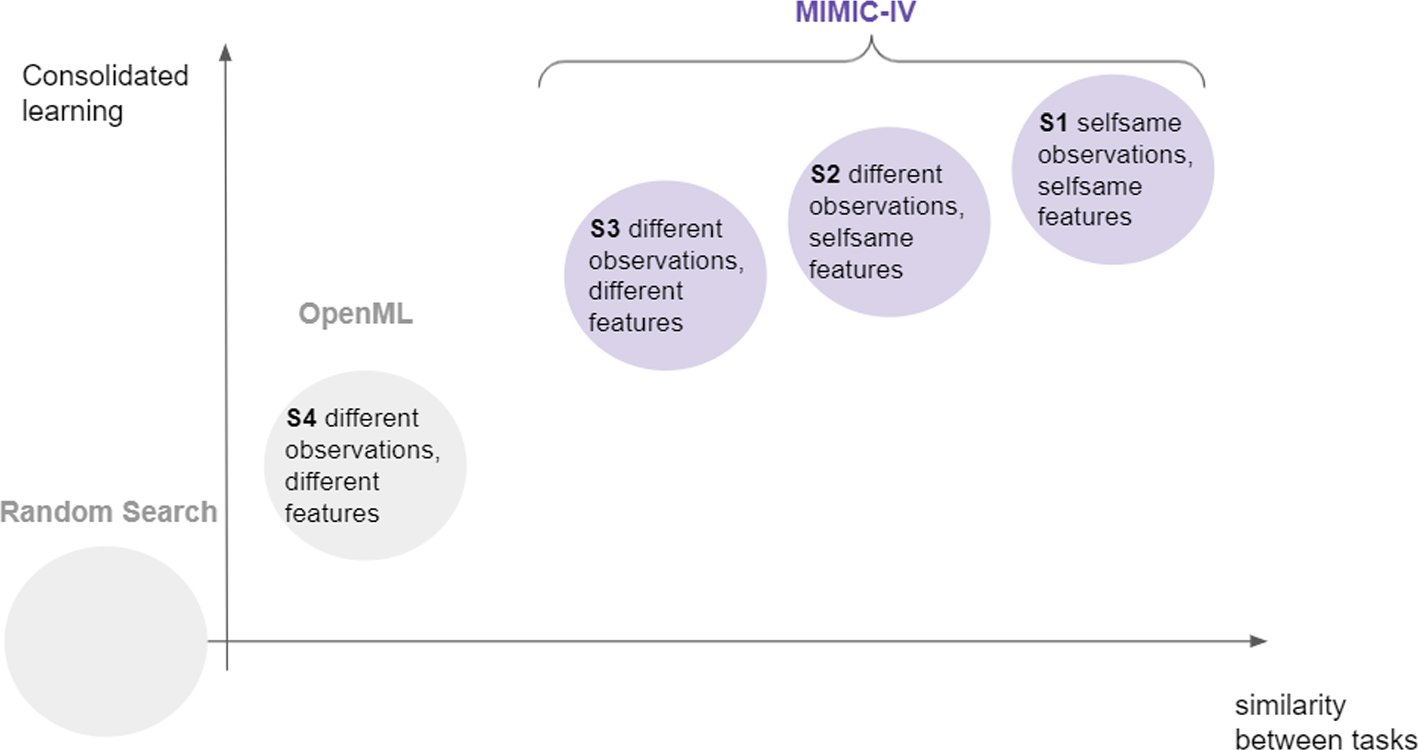 MIMIC-IV
Consolidated
learning
S1 selfsame
observations,
selfsame
features
S2 different
observations,
selfsame
features
S3 different
observations,
different
features
OpenML
S4 different
observations,
different
features
Random Search
similarity
between tasks